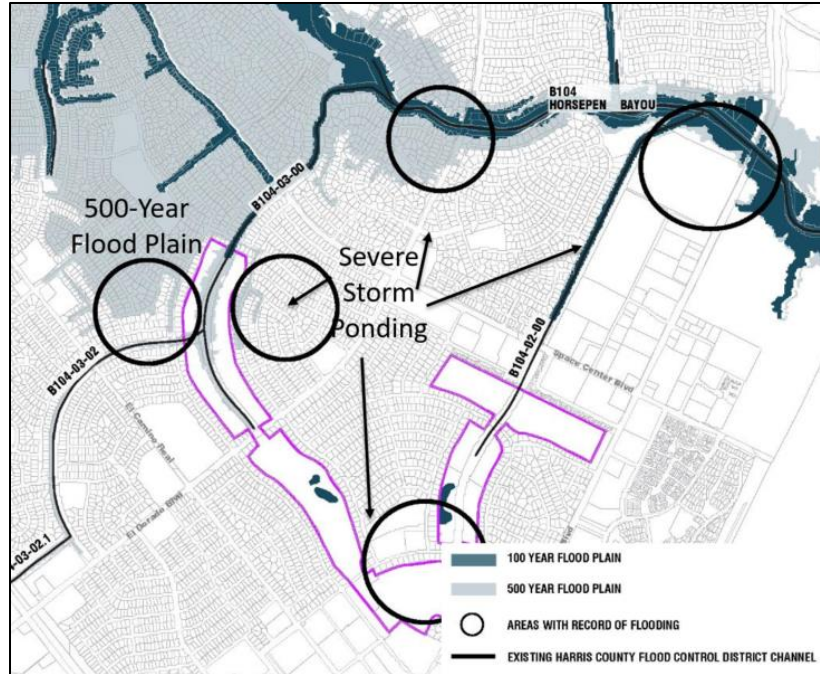 B104
HORSEPEN BAYOU
B104-03-00
500-Year
Flood Plain
Severe
Storm
Ponding
B104-03-02
B104-02-00
Space Center Blvd
El Camino Real
El Dorado Blvd
Blvd
-03-02.1
100 YEAR FLOOD PLAIN
500 YEAR FLOOD PLAIN
AREAS WITH RECORD OF FLOODING
EXISTING HARRIS COUNTY FLOOD CONTROL DISTRICT CHANNEL